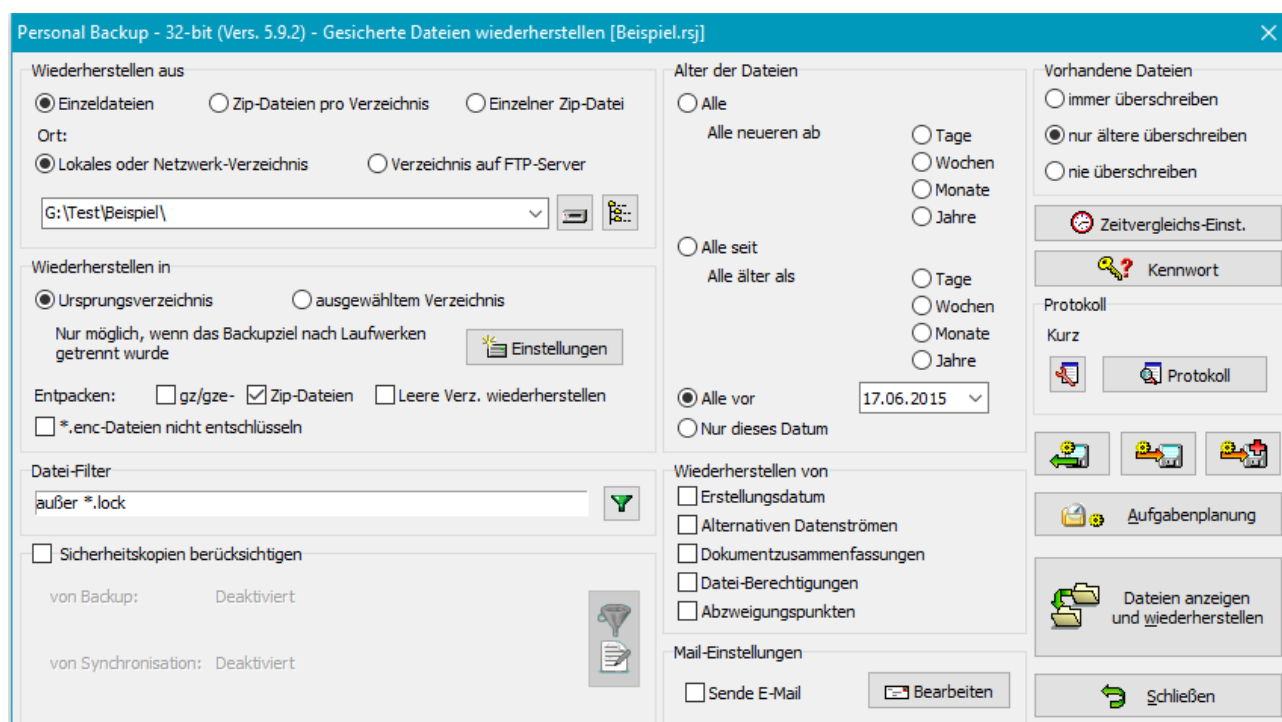 Personal Backup - 32-bit (Vers. 5.9.2) - Gesicherte Dateien wiederherstellen [Beispiel.rsj]
Wiederherstellen aus
Einzeldateien
Zip-Dateien pro Verzeichnis
Einzelner Zip-Datei
Ort:
Lokales oder Netzwerk-Verzeichnis
Verzeichnis auf FTP-Server
G:\Test\Beispiel\
Wiederherstellen in
Ursprungsverzeichnis
ausgewähltem Verzeichnis
Nur möglich, wenn das Backupziel nach Laufwerken
getrennt wurde
Einstellungen
Entpacken:
gz/gze-
Zip-Dateien
Leere Verz. wiederherstellen
*.enc-Dateien nicht entschlüsseln
Datei-Filter
außer *.lock
Sicherheitskopien berücksichtigen
von Backup:
Deaktiviert
von Synchronisation:
Deaktiviert
Alter der Dateien
Alle
Alle neueren ab
Tage
Wochen
Monate
Jahre
Alle seit
Alle älter als
Tage
Wochen
Monate
Jahre
Alle vor
17.06.2015
Nur dieses Datum
Wiederherstellen von
Erstellungsdatum
Alternativen Datenströmen
Dokumentzusammenfassungen
Datei-Berechtigungen
Abzweigungspunkten
Mail-Einstellungen
Sende E-Mail
Bearbeiten
Vorhandene Dateien
immer überschreiben
nur ältere überschreiben
nie überschreiben
Zeitvergleichs-Einst.
Kennwort
Protokoll
Kurz
Protokoll
Aufgabenplanung
Dateien anzeigen
und wiederherstellen
Schließen